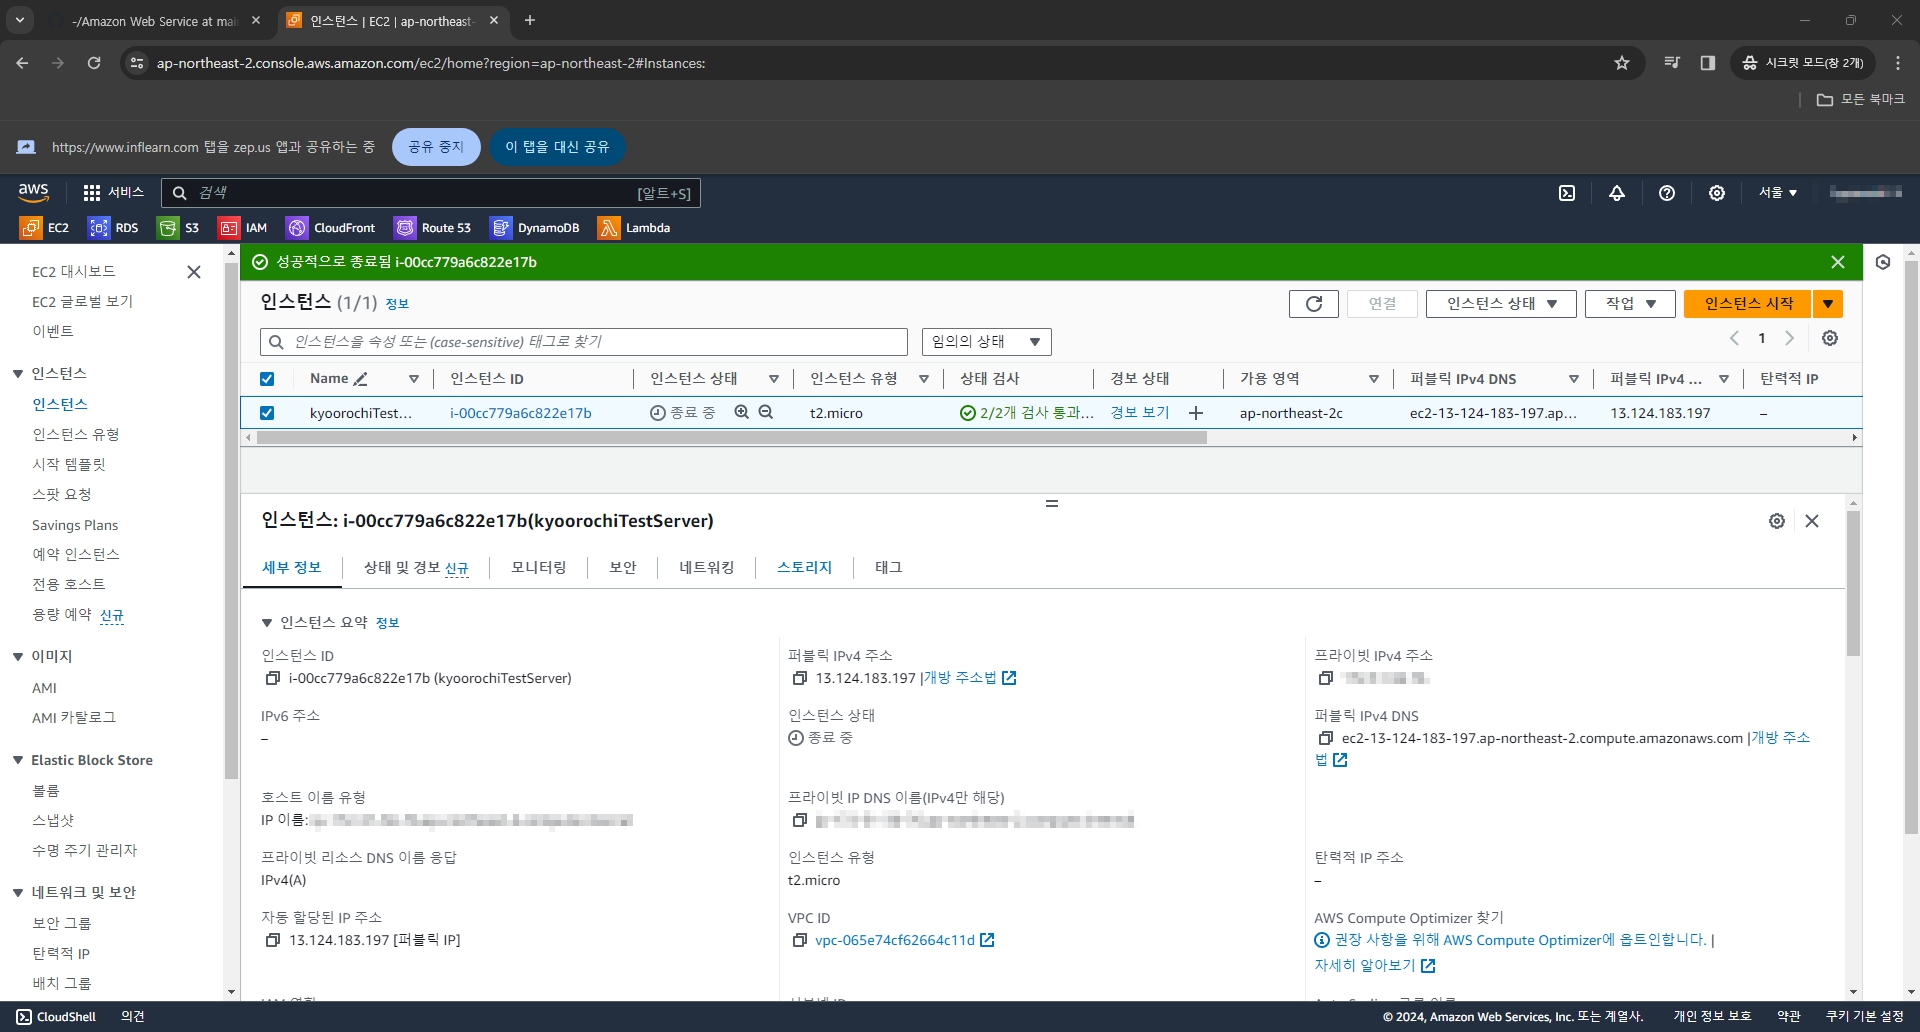 -/Amazon Web Service at mai
인스턴스 | EC2 | ap-northeast-
ap-northeast-2.console.aws.amazon.com/ec2/home?region=ap-northeast-2#Instances:
시크릿 모드(창 2개)
모든 북마크
https://www.inflearn.com 탭을 zep.us 앱과 공유하는 중
공유 중지
이 탭을 대신 공유
aws
서비스
검색
[알트+S]
서울
EC2 RDS S3 IAM CloudFront Route 53 DynamoDB Lambda
EC2 대시보드
EC2 글로벌 보기
이벤트
인스턴스
인스턴스
인스턴스 유형
시작 템플릿
스팟 요청
Savings Plans
예약 인스턴스
전용 호스트
용량 예약 신규
이미지
AMI
AMI 카탈로그
Elastic Block Store
볼륨
스냅샷
수명 주기 관리자
네트워크 및 보안
보안 그룹
탄력적 IP
배치 그룹
성공적으로 종료됨 i-00cc779a6c822e17b
인스턴스 (1/1) 정보
연결
인스턴스 상태
작업
인스턴스 시작
인스턴스을 속성 또는 (case-sensitive) 태그로 찾기
임의의 상태
1
Name 인스턴스 ID 인스턴스 상태 인스턴스 유형 상태 검사 경보 상태 가용 영역 퍼블릭 IPv4 DNS 퍼블릭 IPv4 ... 탄력적 IP
kyoorochiTest... i-00cc779a6c822e17b 종료 중 t2.micro 2/2개 검사 통과... 경보 보기 ap-northeast-2c ec2-13-124-183-197.ap... 13.124.183.197 –
인스턴스: i-00cc779a6c822e17b(kyoorochiTestServer)
세부 정보 상태 및 경보 신규 모니터링 보안 네트워킹 스토리지 태그
인스턴스 요약 정보
인스턴스 ID
i-00cc779a6c822e17b (kyoorochiTestServer)
퍼블릭 IPv4 주소
13.124.183.197 |개방 주소법
프라이빗 IPv4 주소
IPv6 주소
–
인스턴스 상태
종료 중
퍼블릭 IPv4 DNS
ec2-13-124-183-197.ap-northeast-2.compute.amazonaws.com |개방 주소
법
호스트 이름 유형
IP 이름:
프라이빗 IP DNS 이름(IPv4만 해당)
프라이빗 리소스 DNS 이름 응답
IPv4(A)
인스턴스 유형
t2.micro
탄력적 IP 주소
–
자동 할당된 IP 주소
13.124.183.197 [퍼블릭 IP]
VPC ID
vpc-065e74cf62664c11d
AWS Compute Optimizer 찾기
권장 사항을 위해 AWS Compute Optimizer에 옵트인합니다. |
자세히 알아보기
CloudShell
의견
© 2024, Amazon Web Services, Inc. 또는 계열사.
개인 정보 보호
약관
쿠키 기본 설정